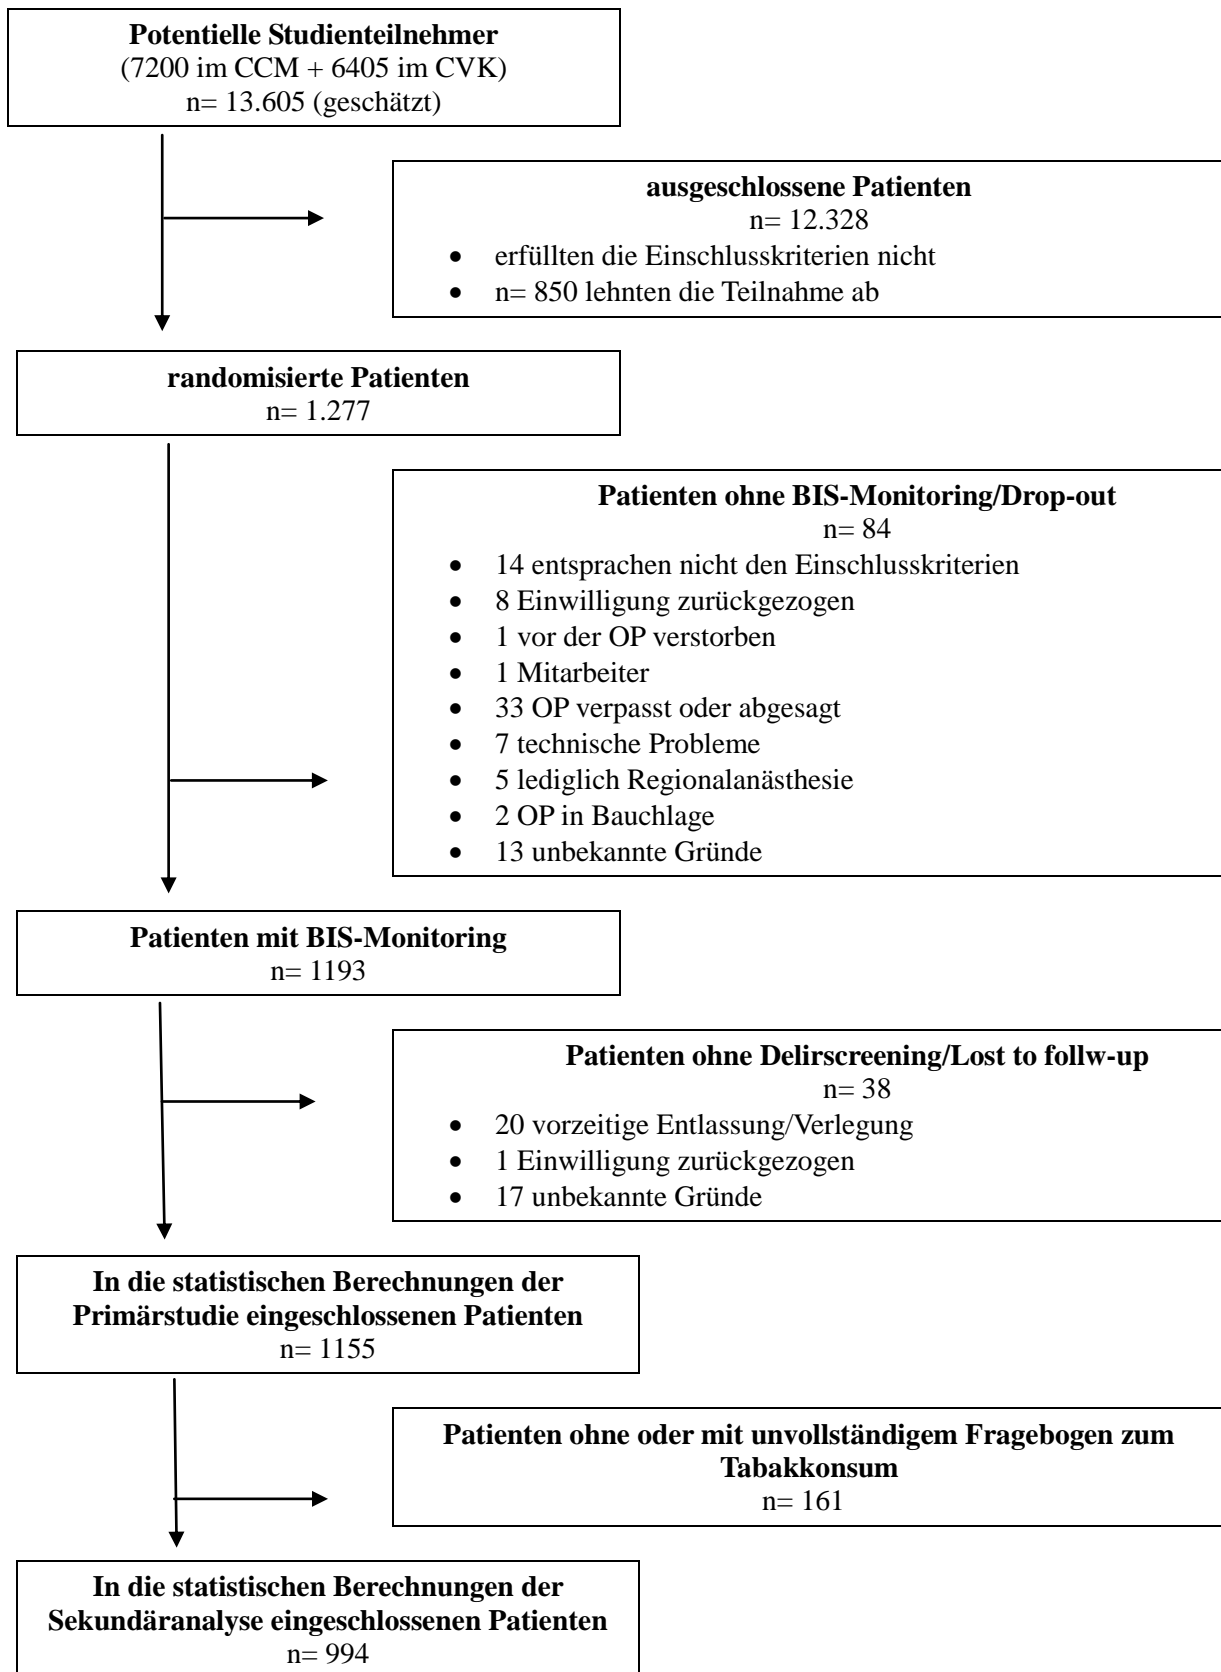 Potentielle Studienteilnehmer
(7200 im CCM + 6405 im CVK)
n= 13.605 (geschätzt)
ausgeschlossene Patienten
n= 12.328
• erfüllten die Einschlusskriterien nicht
• n= 850 lehnten die Teilnahme ab
randomisierte Patienten
n= 1.277
Patienten ohne BIS-Monitoring/Drop-out
n= 84
• 14 entsprachen nicht den Einschlusskriterien
• 8 Einwilligung zurückgezogen
• 1 vor der OP verstorben
• 1 Mitarbeiter
• 33 OP verpasst oder abgesagt
• 7 technische Probleme
• 5 lediglich Regionalanästhesie
• 2 OP in Bauchlage
• 13 unbekannte Gründe
Patienten mit BIS-Monitoring
n= 1193
Patienten ohne Delirscreening/Lost to follw-up
n= 38
• 20 vorzeitige Entlassung/Verlegung
• 1 Einwilligung zurückgezogen
• 17 unbekannte Gründe
In die statistischen Berechnungen der
Primärstudie eingeschlossenen Patienten
n= 1155
Patienten ohne oder mit unvollständigem Fragebogen zum
Tabakkonsum
n= 161
In die statistischen Berechnungen der
Sekundäranalyse eingeschlossenen Patienten
n= 994